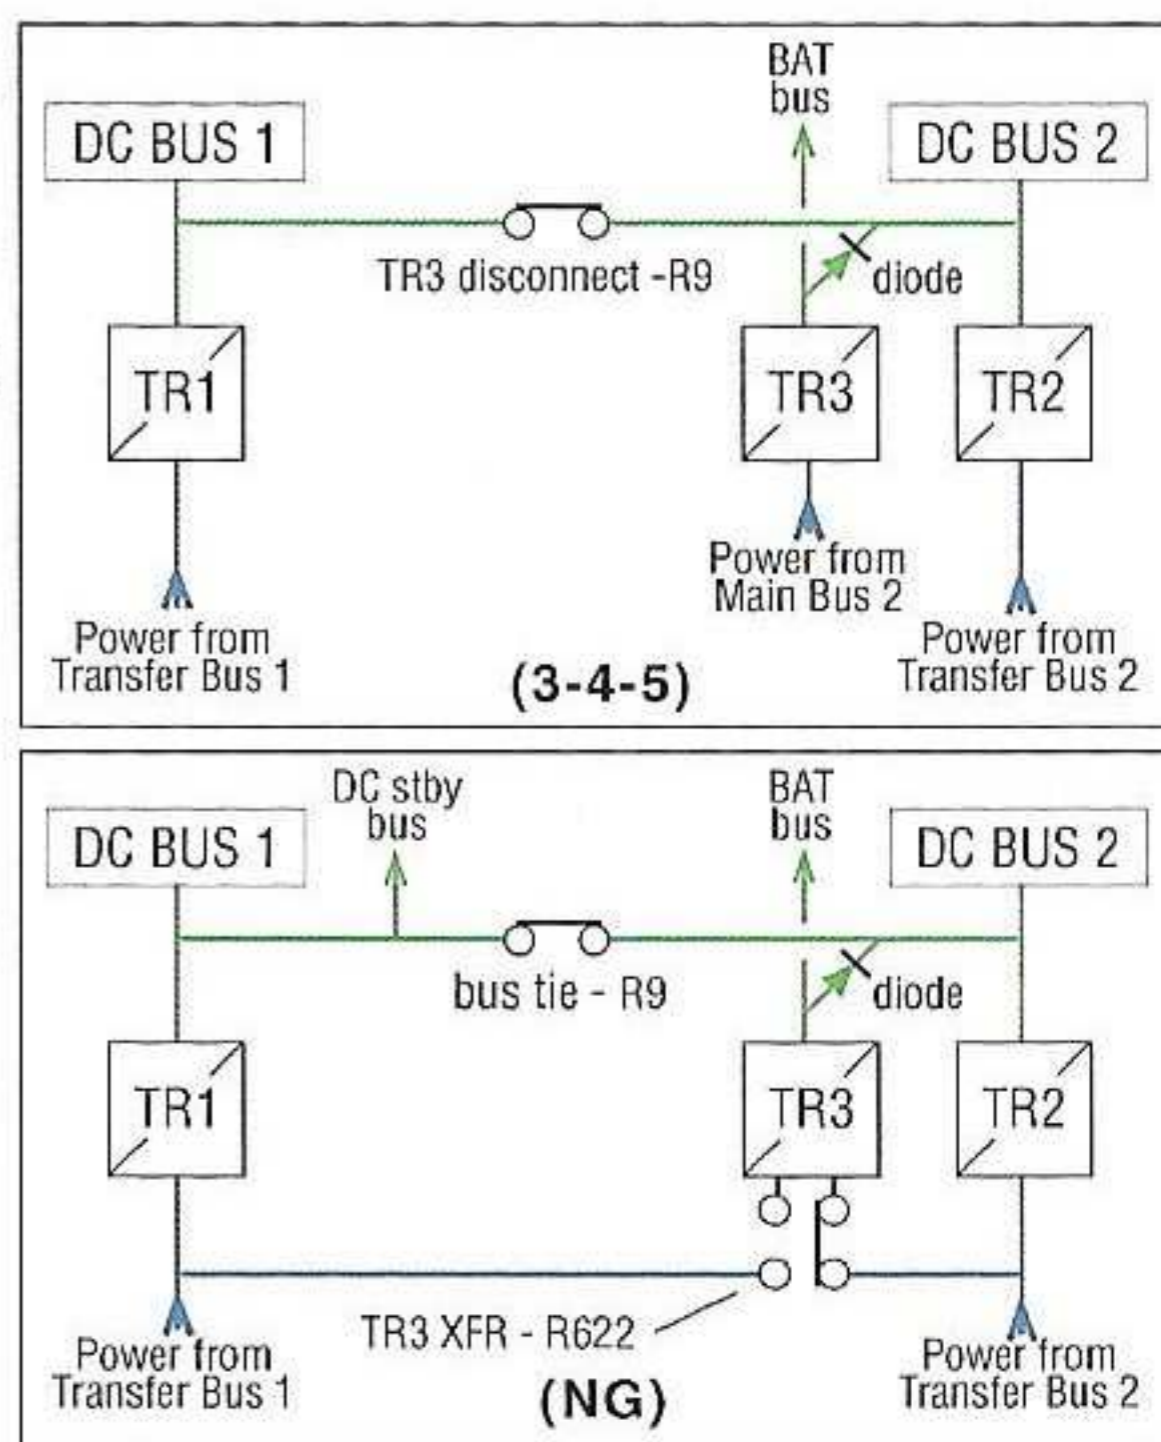 BAT
bus
DC BUS 1
DC BUS 2
TR3 disconnect -R9
diode
TR1
TR3
TR2
Power from
Main Bus 2
Power from
Transfer Bus 1
Power from
Transfer Bus 2
(3-4-5)
DC stby
bus
BAT
bus
DC BUS 1
DC BUS 2
bus tie - R9
diode
TR1
TR3
TR2
TR3 XFR - R622
Power from
Transfer Bus 1
Power from
Transfer Bus 2
(NG)